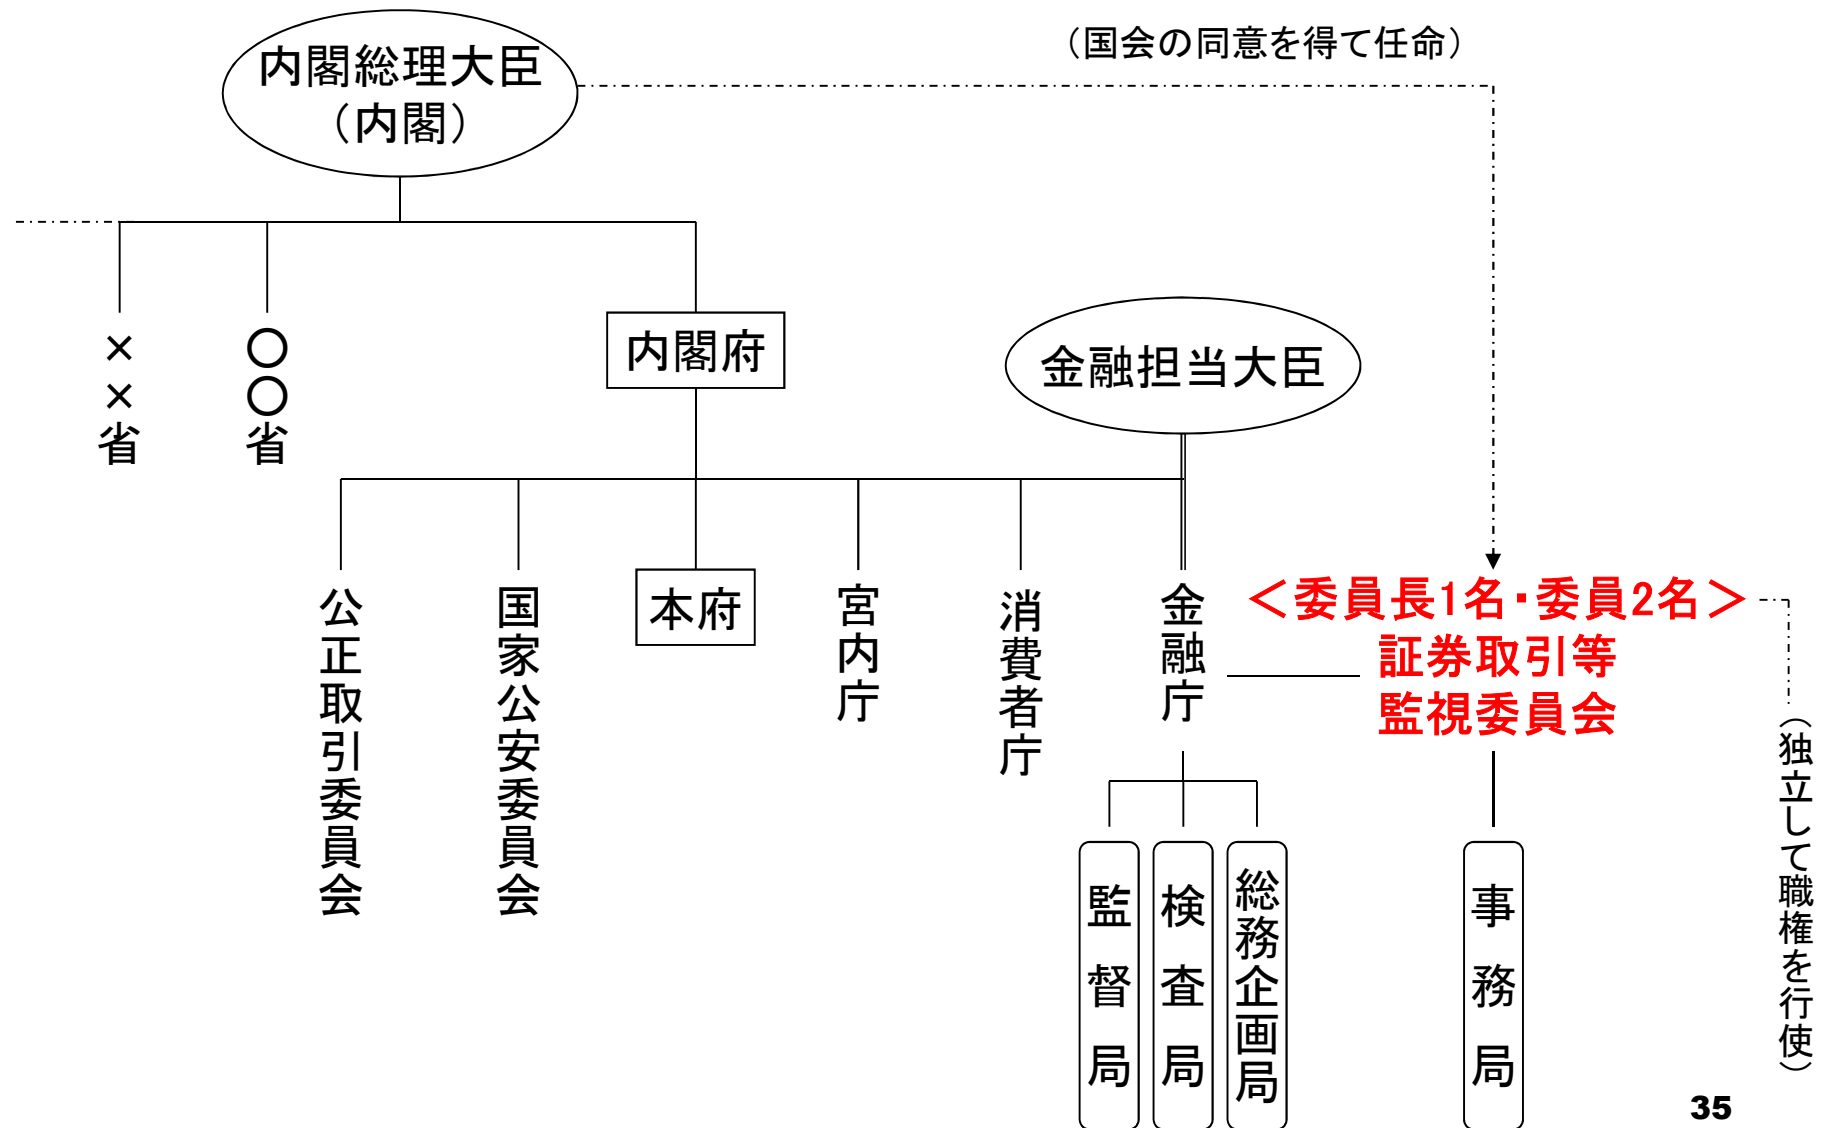 内閣総理大臣
（内閣）
（国会の同意を得て任命）
××省
〇〇省
内閣府
金融担当大臣
公正取引委員会
国家公安委員会
本府
宮内庁
消費者庁
金融庁
＜委員長1名・委員2名＞
証券取引等
監視委員会
（独立して職権を行使）
監督局
検査局
総務企画局
事務局
35